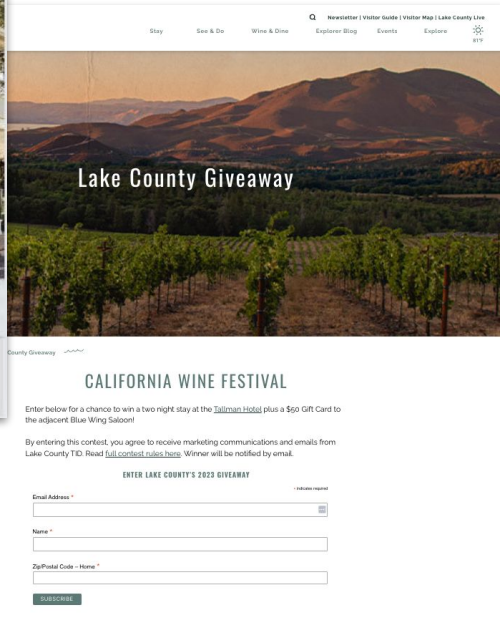 Newsletter | Visitor Guide | Visitor Map | Lake County Live
Stay See & Do Wine & Dine Explorer Blog Events Explore
81°F
Lake County Giveaway
County Giveaway
CALIFORNIA WINE FESTIVAL
Enter below for a chance to win a two night stay at the Tallman Hotel plus a $50 Gift Card to
the adjacent Blue Wing Saloon!
By entering this contest, you agree to receive marketing communications and emails from
Lake County TID. Read full contest rules here. Winner will be notified by email.
ENTER LAKE COUNTY'S 2023 GIVEAWAY
* indicates required
Email Address *
Name *
Zip/Postal Code – Home *
SUBSCRIBE